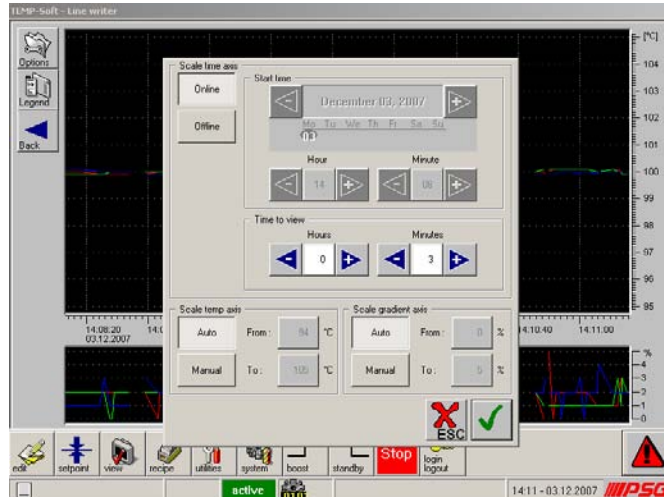 TEMP-Soft - Line writer
Options
Legend
Back
Scale time axis
Online
Offline
Start time
December 03, 2007
Mo Tu We Th Fr Sa Su
03
Hour
Minute
14
08
Time to view
Hours
Minutes
0
3
Scale temp axis
Auto
From :
94
°C
Manual
To :
105
°C
Scale gradient axis
Auto
From :
0
%
Manual
To :
5
%
ESC
[°C]
104
103
102
101
100
99
98
97
96
95
14:08:20
03.12.2007
14:10:40
14:11:00
%
4
3
2
1
0
edit
setpoint
view
recipe
utilities
system
boost
standby
Stop
login
logout
active
0101
14:11 - 03.12.2007
PSG